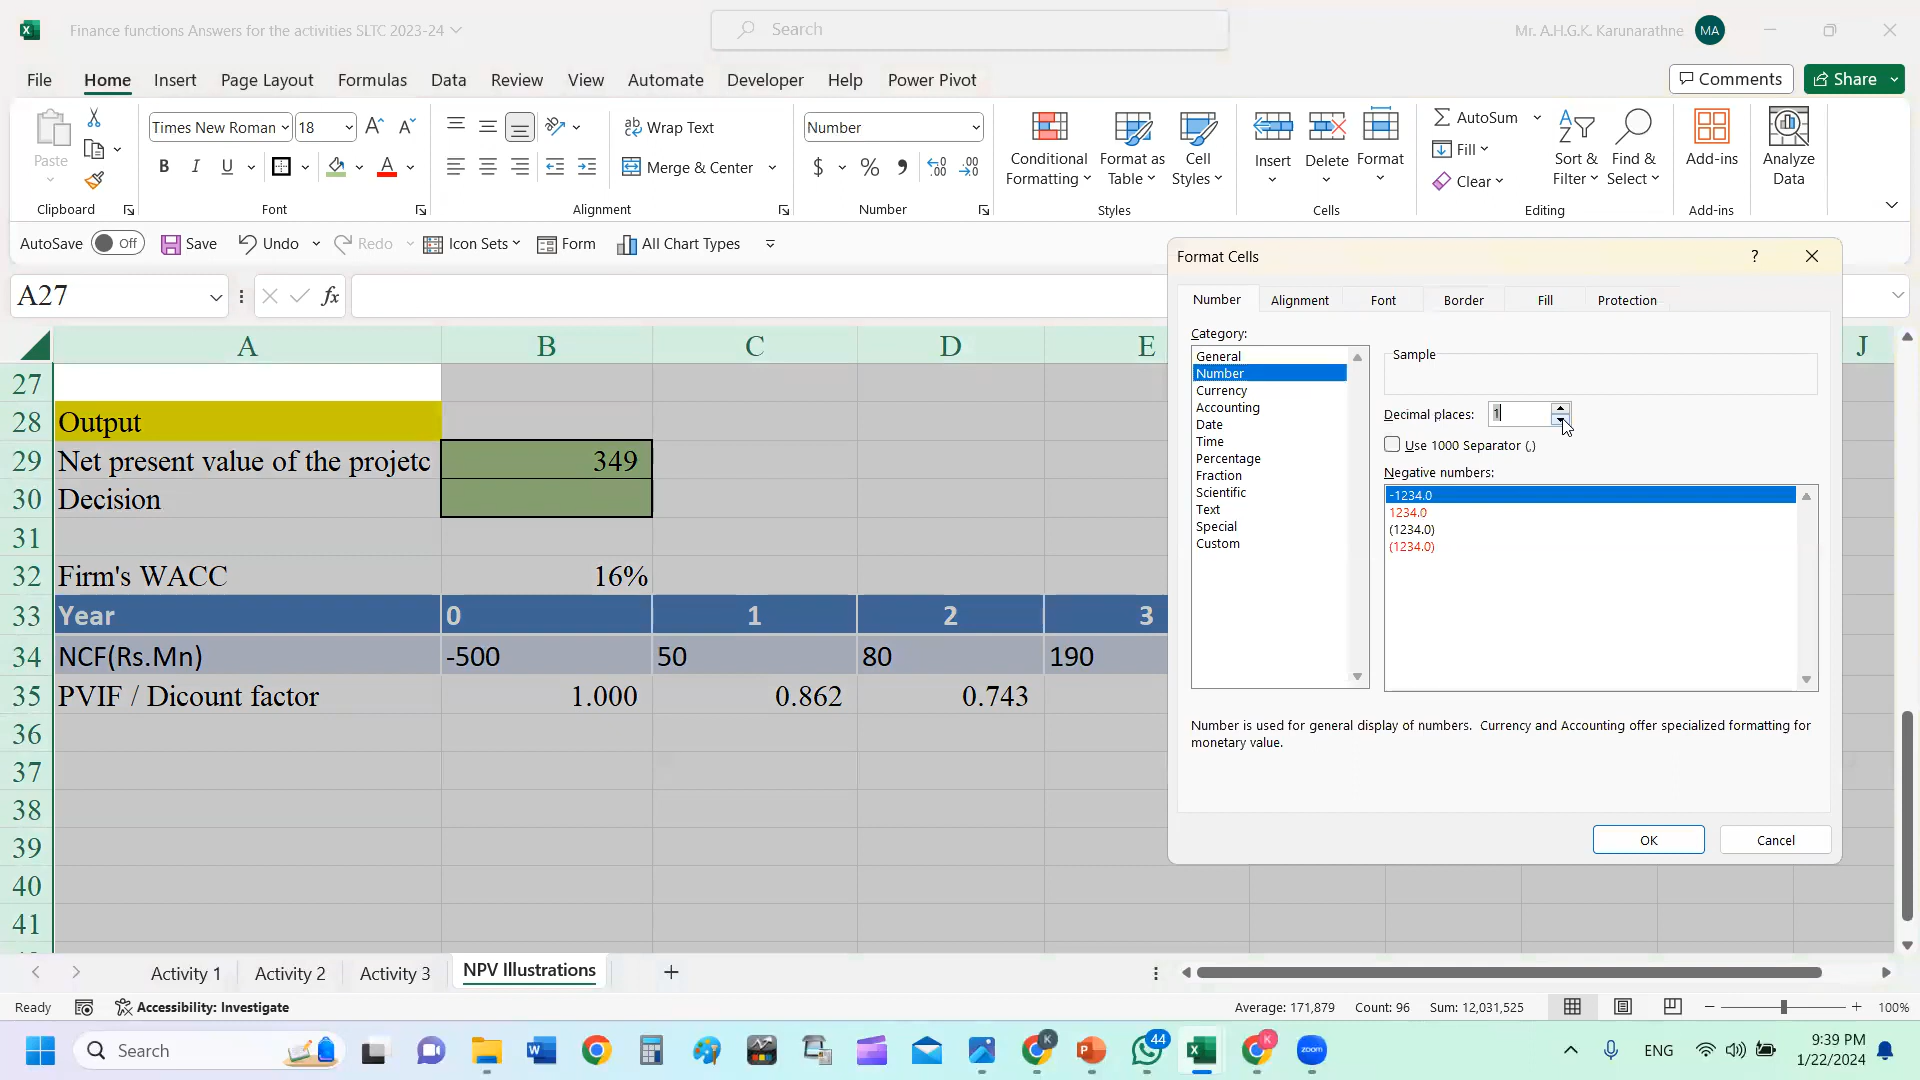 Finance functions Answers for the activities SLTC 2023-24
Search
Mr. A.H.G.K. Karunarathne
MA
File Home Insert Page Layout Formulas Data Review View Automate Developer Help Power Pivot
Comments
Share
Paste
Clipboard
Times New Roman
18
B I U
Font
Wrap Text
Merge & Center
Alignment
Number
$ % ,
Number
Conditional
Formatting
Format as
Table
Cell
Styles
Styles
Insert
Delete
Format
Cells
AutoSum
Fill
Clear
Sort &
Filter
Find &
Select
Editing
Add-ins
Add-ins
Analyze
Data
AutoSave Off Save Undo Redo Icon Sets Form All Chart Types
A27
fx
A B C D E J
27
28 Output
29 Net present value of the projetc 349
30 Decision
31
32 Firm's WACC 16%
33 Year 0 1 2 3
34 NCF(Rs.Mn) -500 50 80 190
35 PVIF / Dicount factor 1.000 0.862 0.743
36
37
38
39
40
41
Format Cells
?
Number Alignment Font Border Fill Protection
Category:
General
Number
Currency
Accounting
Date
Time
Percentage
Fraction
Scientific
Text
Special
Custom
Sample
Decimal places: 1
Use 1000 Separator (,)
Negative numbers:
-1234.0
1234.0
(1234.0)
(1234.0)
Number is used for general display of numbers. Currency and Accounting offer specialized formatting for
monetary value.
OK
Cancel
Activity 1 Activity 2 Activity 3 NPV Illustrations
Ready
Accessibility: Investigate
Average: 171,879 Count: 96 Sum: 12,031,525
100%
Search
K
44
K
zoom
ENG
9:39 PM
1/22/2024